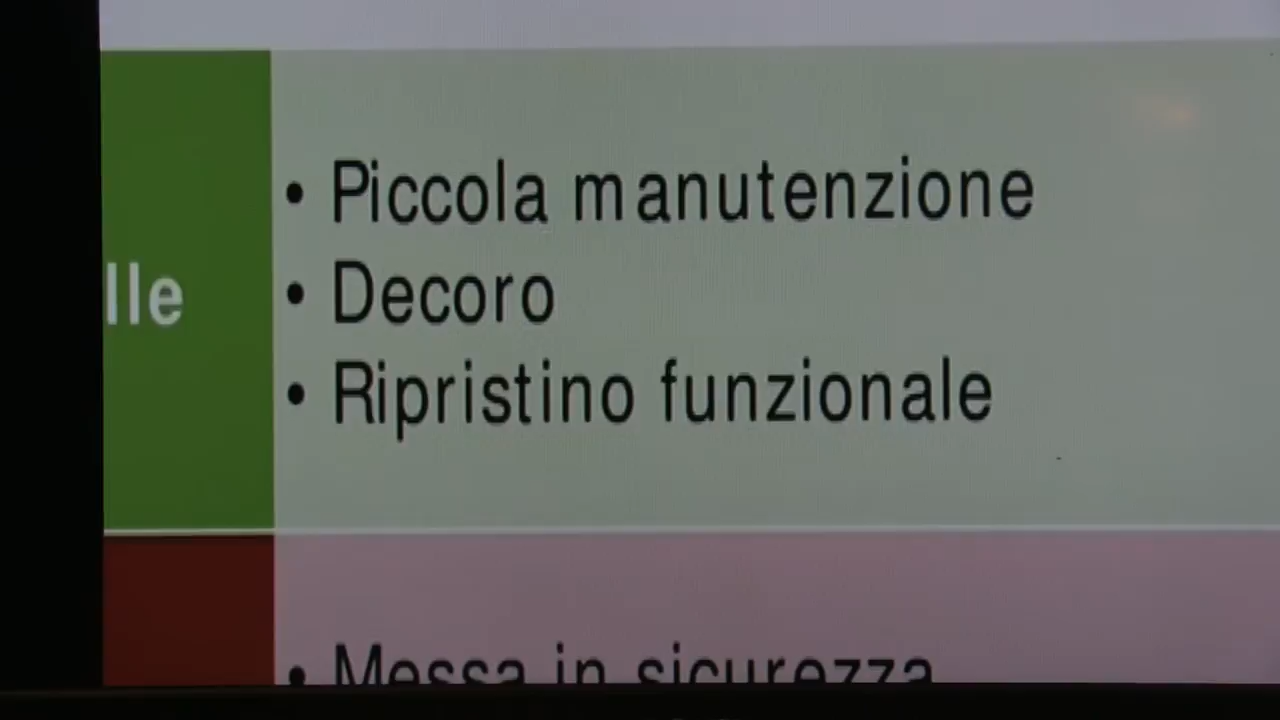 lle
• Piccola manutenzione
• Decoro
• Ripristino funzionale
• Messa in sicurezza